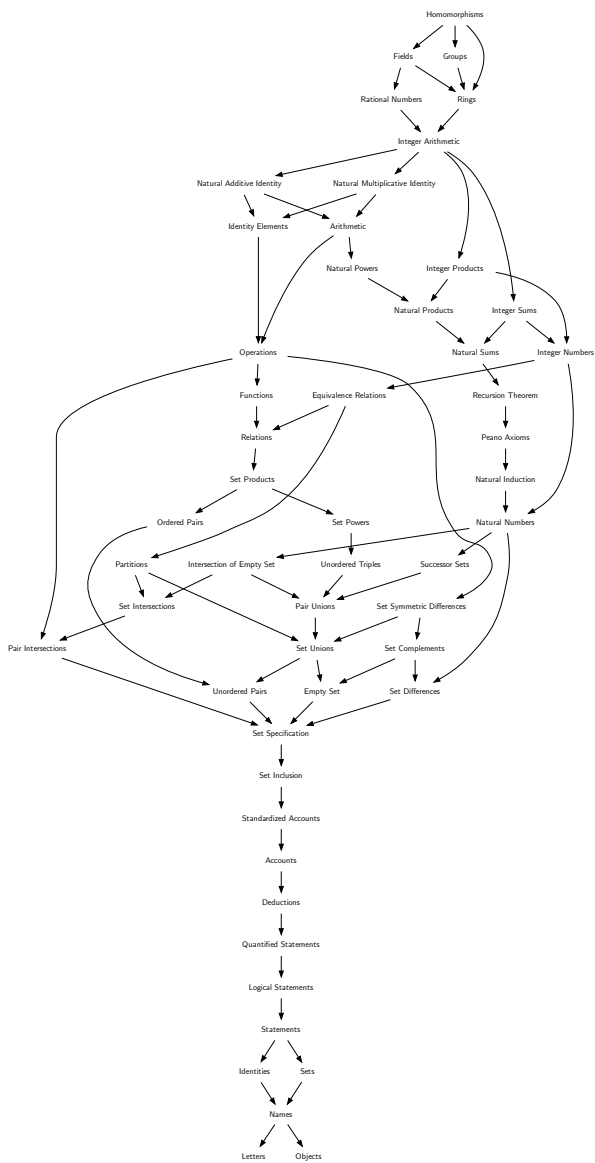 Homomorphisms
Fields Groups
Rational Numbers Rings
Integer Arithmetic
Natural Additive Identity Natural Multiplicative Identity
Identity Elements Arithmetic
Natural Powers Integer Products
Natural Products Integer Sums
Operations Natural Sums Integer Numbers
Functions Equivalence Relations Recursion Theorem
Relations Peano Axioms
Set Products Natural Induction
Ordered Pairs Set Powers Natural Numbers
Partitions Intersection of Empty Set Unordered Triples Successor Sets
Set Intersections Pair Unions Set Symmetric Differences
Pair Intersections Set Unions Set Complements
Unordered Pairs Empty Set Set Differences
Set Specification
Set Inclusion
Standardized Accounts
Accounts
Deductions
Quantified Statements
Logical Statements
Statements
Identities Sets
Names
Letters Objects